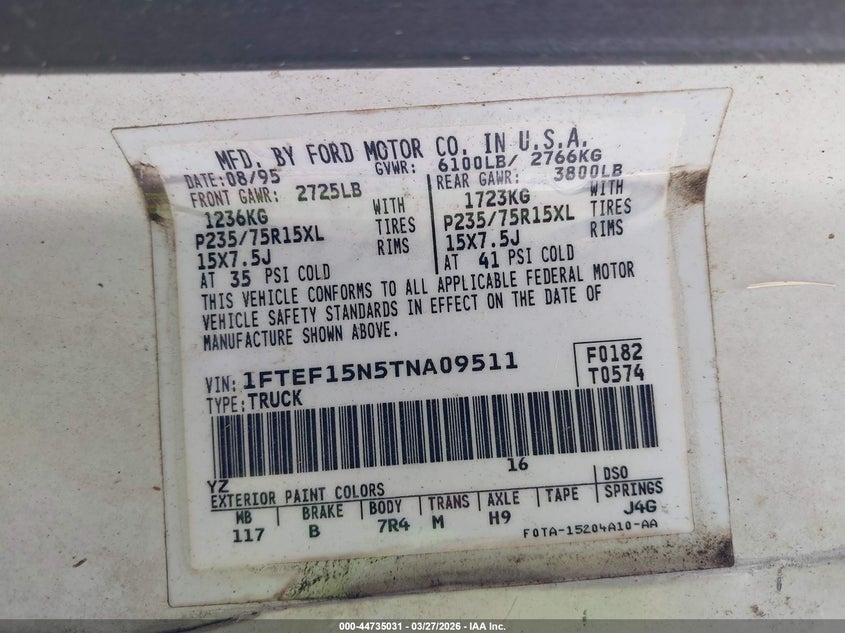 MFD. BY FORD MOTOR CO. IN U.S.A.
DATE: 08/95 GVWR: 6100LB/ 2766KG
FRONT GAWR: 2725LB REAR GAWR: 3800LB
1236KG WITH 1723KG WITH
P235/75R15XL TIRES P235/75R15XL TIRES
15X7.5J RIMS 15X7.5J RIMS
AT 35 PSI COLD AT 41 PSI COLD
THIS VEHICLE CONFORMS TO ALL APPLICABLE FEDERAL MOTOR
VEHICLE SAFETY STANDARDS IN EFFECT ON THE DATE OF
MANUFACTURE SHOWN ABOVE.
VIN: 1FTEF15N5TNA09511 F0182
TYPE: TRUCK T0574
16
YZ
EXTERIOR PAINT COLORS DSO
WB BRAKE BODY TRANS AXLE TAPE SPRINGS
117 B 7R4 M H9 J4G
F0TA-15204A10-AA
000-44735031 - 03/27/2026 - IAA Inc.